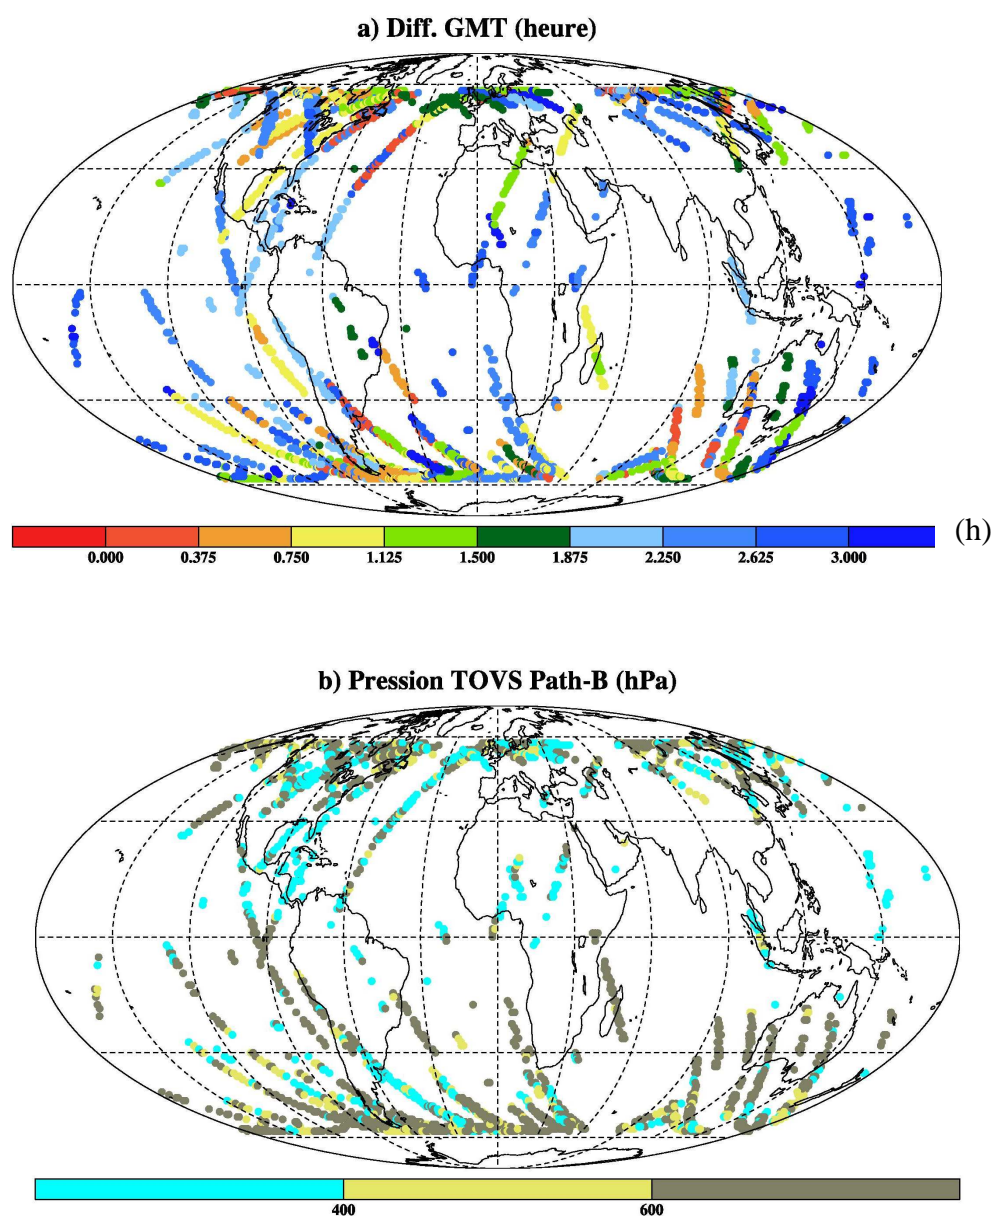 a) Diff. GMT (heure)
(h)
0.000 0.375 0.750 1.125 1.500 1.875 2.250 2.625 3.000
b) Pression TOVS Path-B (hPa)
400 600